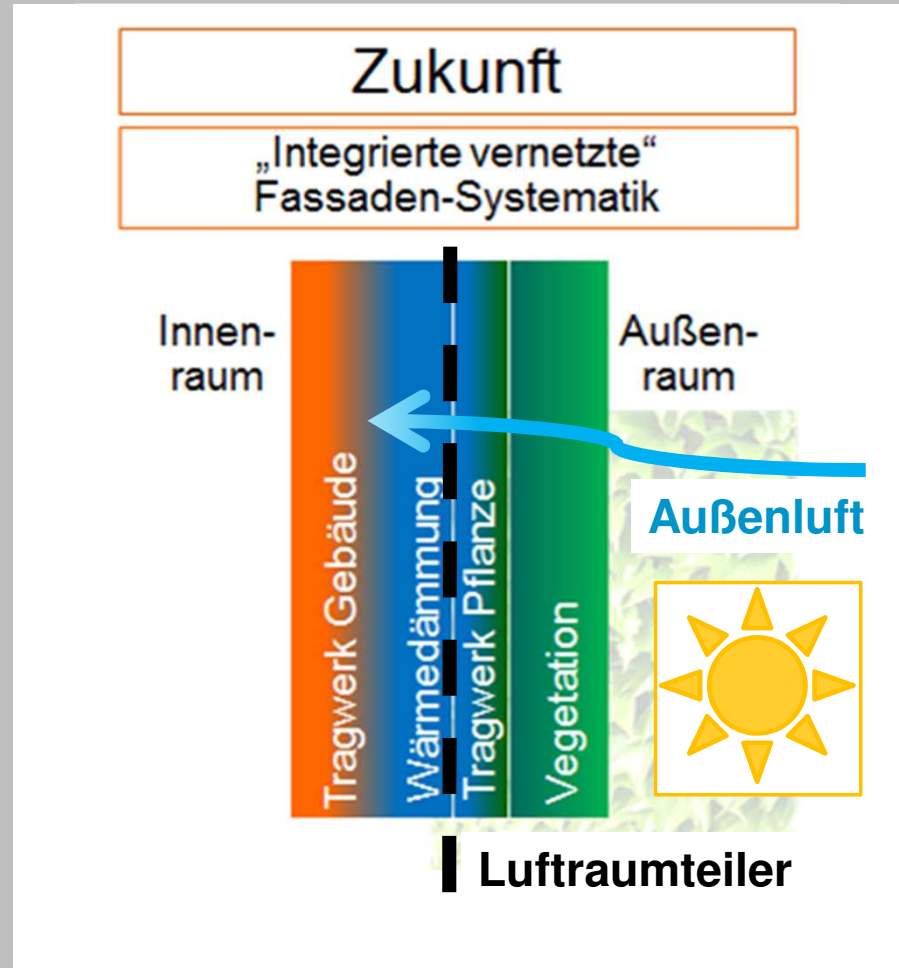 Zukunft
„Integrierte vernetzte“
Fassaden-Systematik
Innen-
raum
Außen-
raum
Tragwerk Gebäude
Wärmedämmung
Tragwerk Pflanze
Vegetation
Außenluft
Luftraumteiler